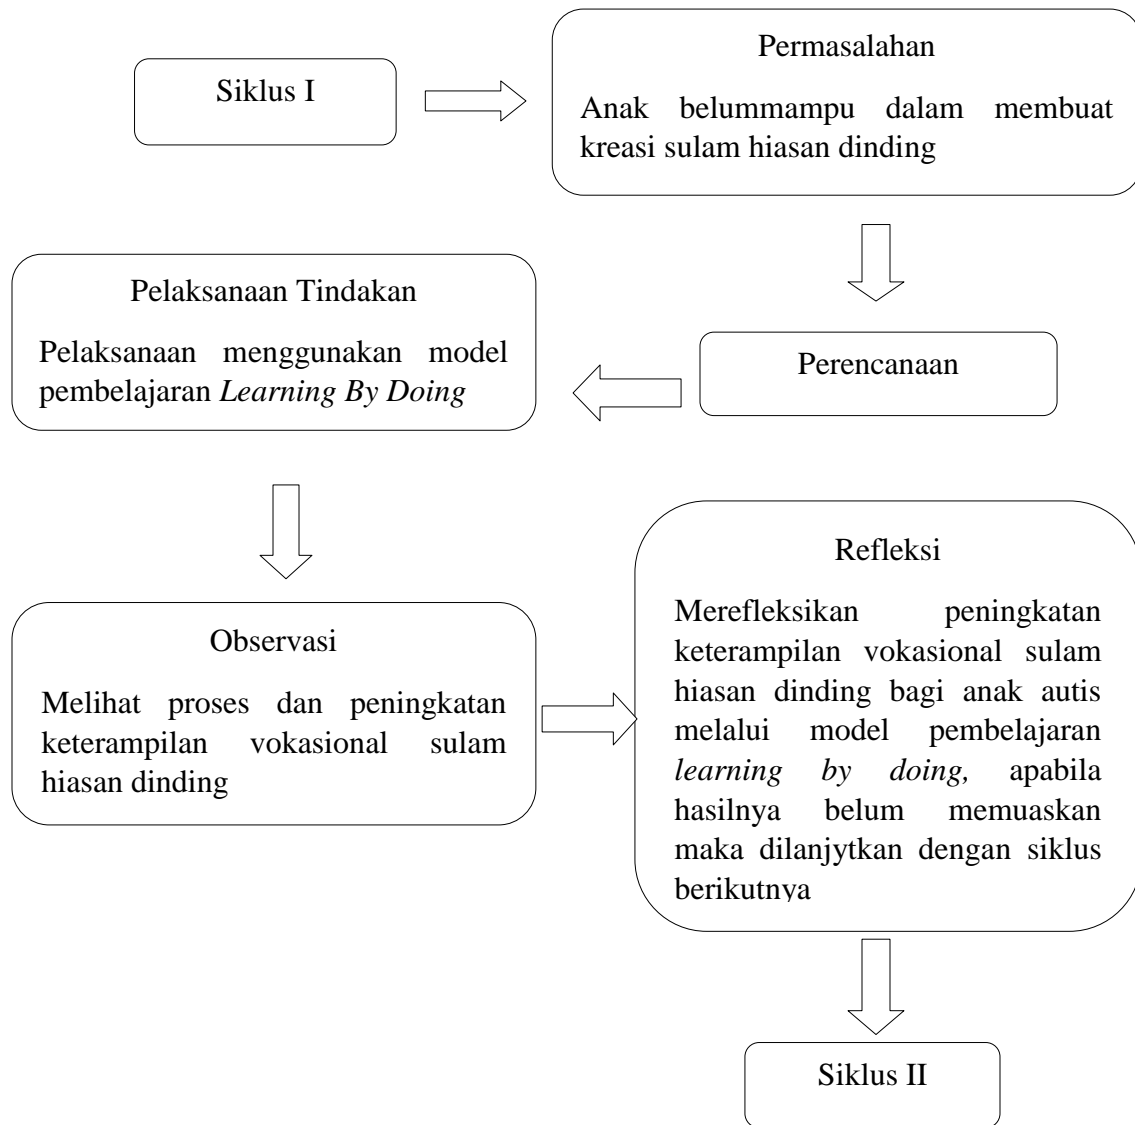 Siklus I
Permasalahan
Anak belummampu dalam membuat
kreasi sulam hiasan dinding
Perencanaan
Pelaksanaan Tindakan
Pelaksanaan menggunakan model
pembelajaran Learning By Doing
Observasi
Melihat proses dan peningkatan
keterampilan vokasional sulam
hiasan dinding
Refleksi
Merefleksikan peningkatan
keterampilan vokasional sulam
hiasan dinding bagi anak autis
melalui model pembelajaran
learning by doing, apabila
hasilnya belum memuaskan
maka dilanjytkan dengan siklus
berikutnya
Siklus II